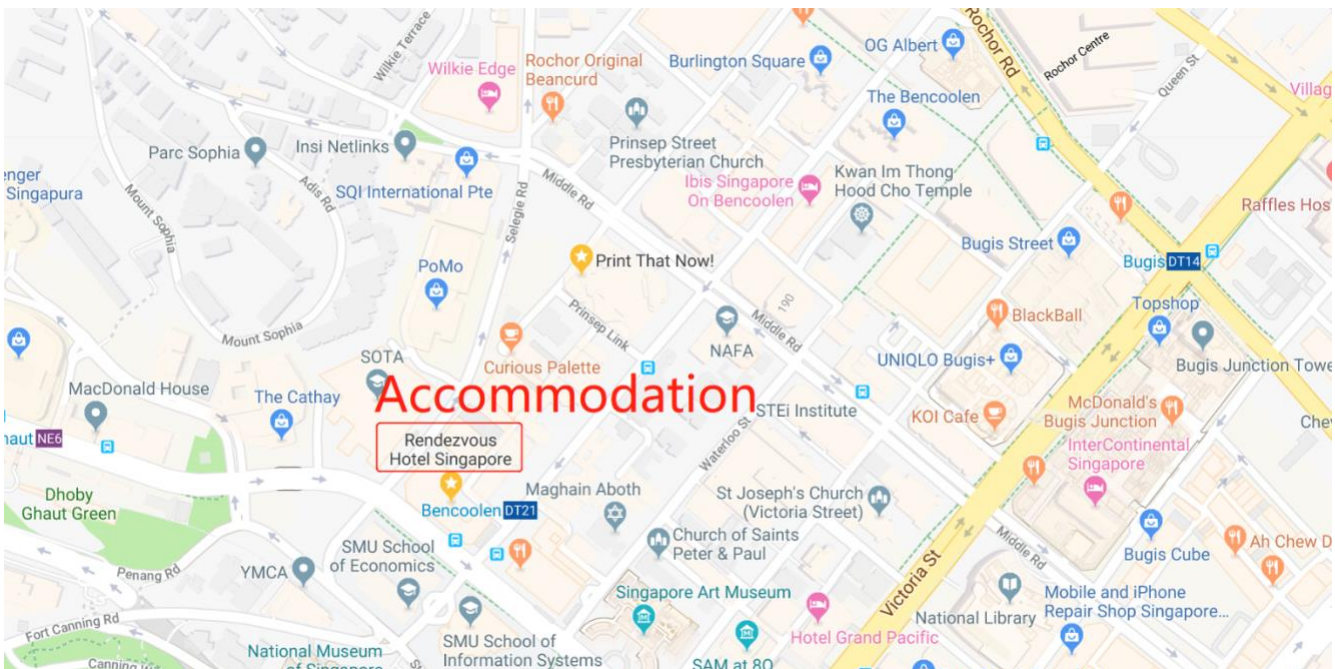 Wilkie Terrace
Wilkie Edge
Rochor Original
Beancurd
Burlington Square
OG Albert
Rochor Rd
Rochor Centre
Queen St
Villag
The Bencoolen
Parc Sophia
Insi Netlinks
Prinsep Street
Presbyterian Church
enger
Singapura
Adis Rd
SQI International Pte
Middle Rd
Ibis Singapore
On Bencoolen
Kwan Im Thong
Hood Cho Temple
Raffles Hos
Mount Sophia
Selegie Rd
Bugis Street
PoMo
Print That Now!
Bugis DT14
190
Topshop
Prinsep Link
BlackBall
Mount Sophia
Middle Rd
NAFA
SOTA
Curious Palette
UNIQLO Bugis+
Bugis Junction Towe
MacDonald House
The Cathay
Accommodation
STEi Institute
KOI Cafe
McDonald's
Bugis Junction
Chev
haut NE6
Rendezvous
Hotel Singapore
Waterloo St
InterContinental
Singapore
Dhoby
Ghaut Green
Bencoolen DT21
Maghain Aboth
St Joseph's Church
(Victoria Street)
Church of Saints
Peter & Paul
Middle Rd
Bugis Cube
Ah Chew D
SMU School
of Economics
Penang Rd
YMCA
Victoria St
Singapore Art Museum
National Library
Mobile and iPhone
Repair Shop Singapore...
Fort Canning Rd
Hotel Grand Pacific
National Museum
of Singapore
SMU School of
Information Systems
SAM at 8Q
Canning